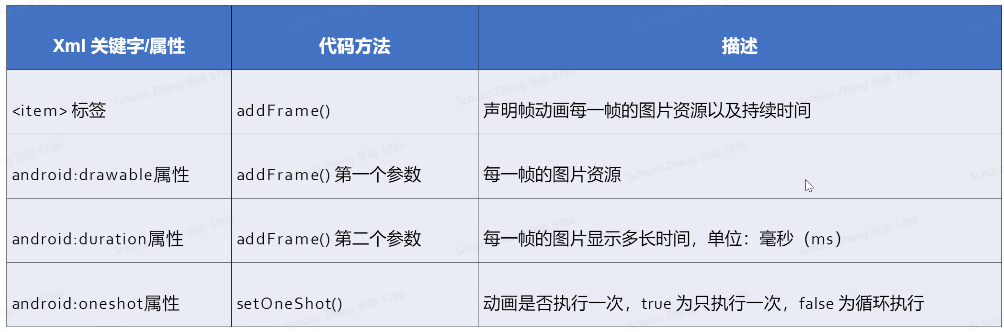 Xml 关键字/属性 代码方法 描述
<item> 标签 addFrame() 声明帧动画每一帧的图片资源以及持续时间
android:drawable属性 addFrame() 第一个参数 每一帧的图片资源
android:duration属性 addFrame() 第二个参数 每一帧的图片显示多长时间，单位：毫秒（ms）
android:oneshot属性 setOneShot() 动画是否执行一次，true 为只执行一次，false 为循环执行